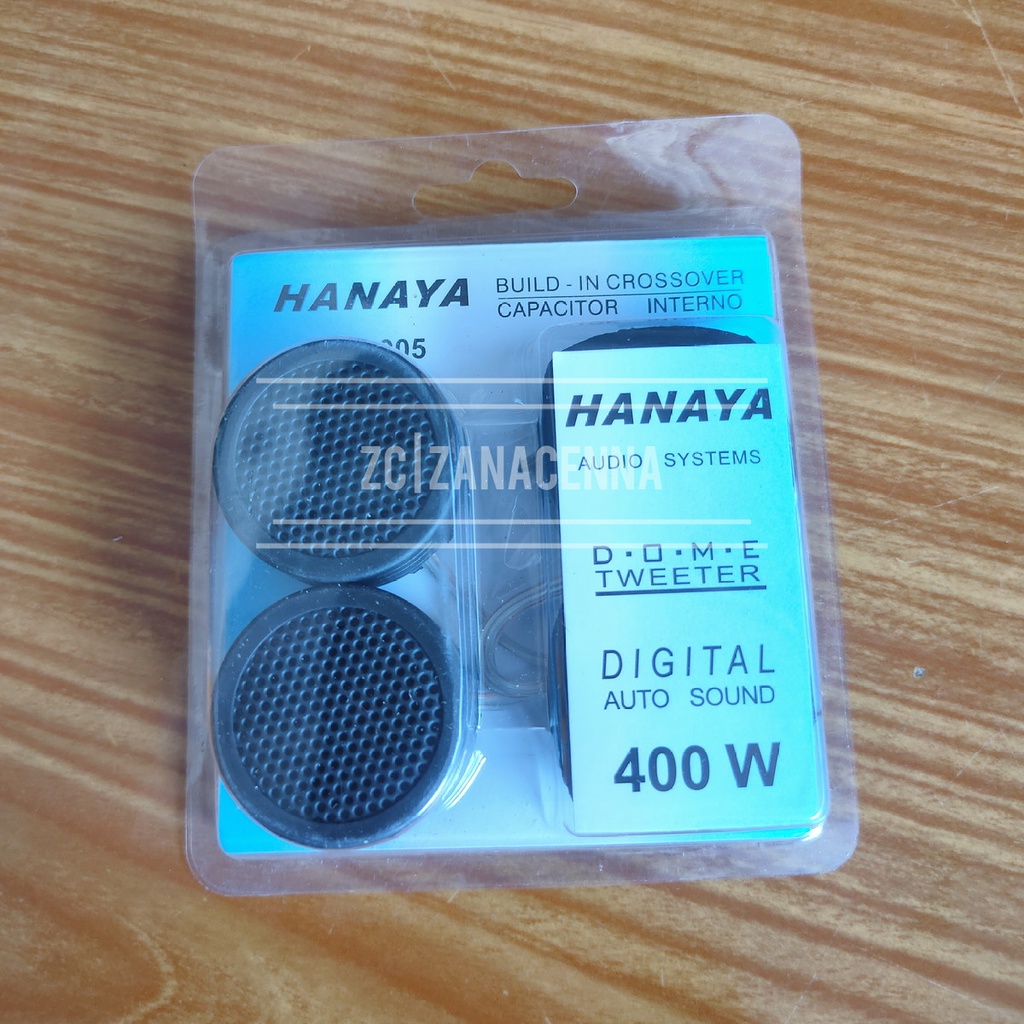 HANAYA
BUILD - IN CROSSOVER
CAPACITOR INTERNO
HANAYA
AUDIO SYSTEMS
ZC|ZANACENNA
D·O·M·E
TWEETER
DIGITAL
AUTO SOUND
400 W